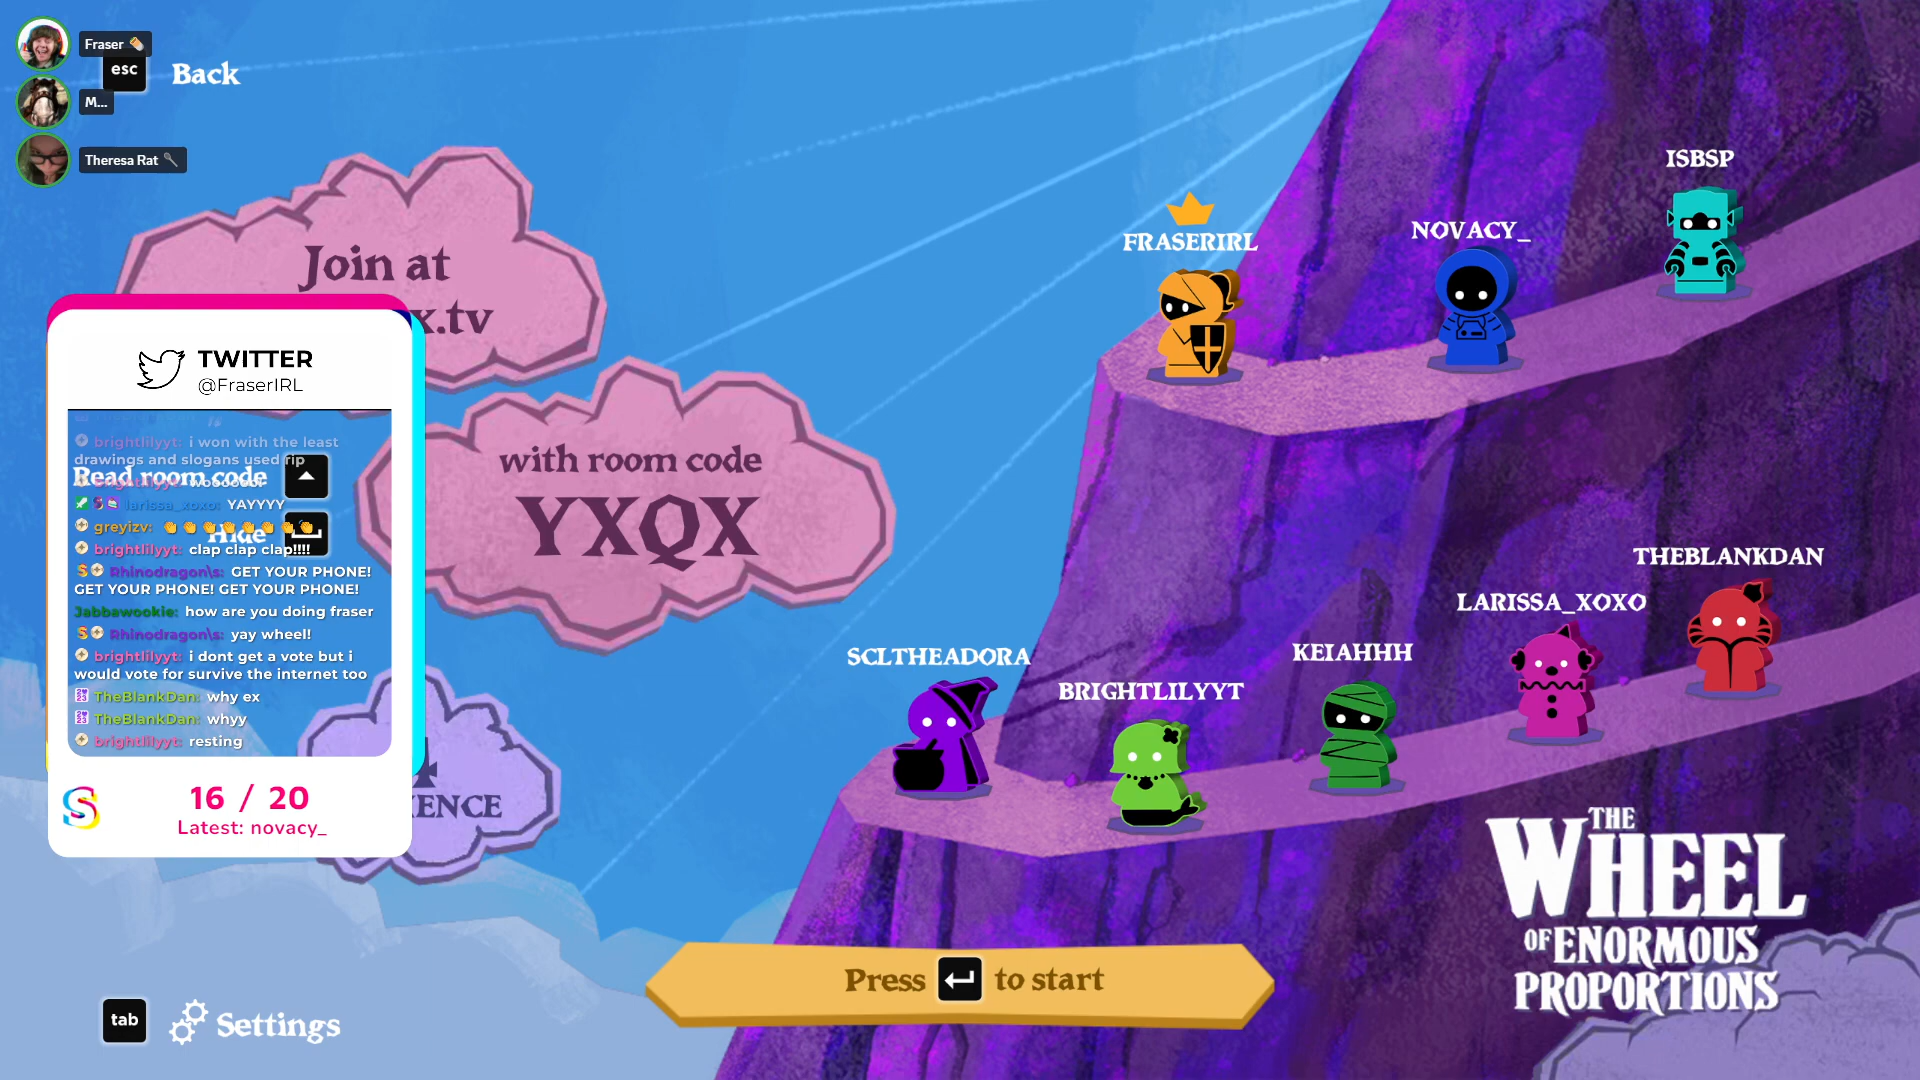 Fraser
esc
Back
M...
Theresa Rat
Join at
x.tv
with room code
YXQX
TWITTER
@FraserIRL
brightlilyyt: i won with the least
drawings and slogans used rip
Read room code
larissa_xoxo: YAYYYY
greyizv:
Hide
brightlilyyt: clap clap clap!!!!
Rhinodragon\s: GET YOUR PHONE!
GET YOUR PHONE! GET YOUR PHONE!
Jabbawookie: how are you doing fraser
Rhinodragon\s: yay wheel!
brightlilyyt: i dont get a vote but i
would vote for survive the internet too
TheBlankDan: why ex
TheBlankDan: whyy
brightlilyyt: resting
16 / 20
Latest: novacy_
IENCE
FRASERIRL
NOVACY_
ISBSP
SCLTHEADORA
BRIGHTLILYYT
KEIAHHH
LARISSA_XOXO
THEBLANKDAN
THE
WHEEL
OF ENORMOUS
PROPORTIONS
Press to start
tab
Settings